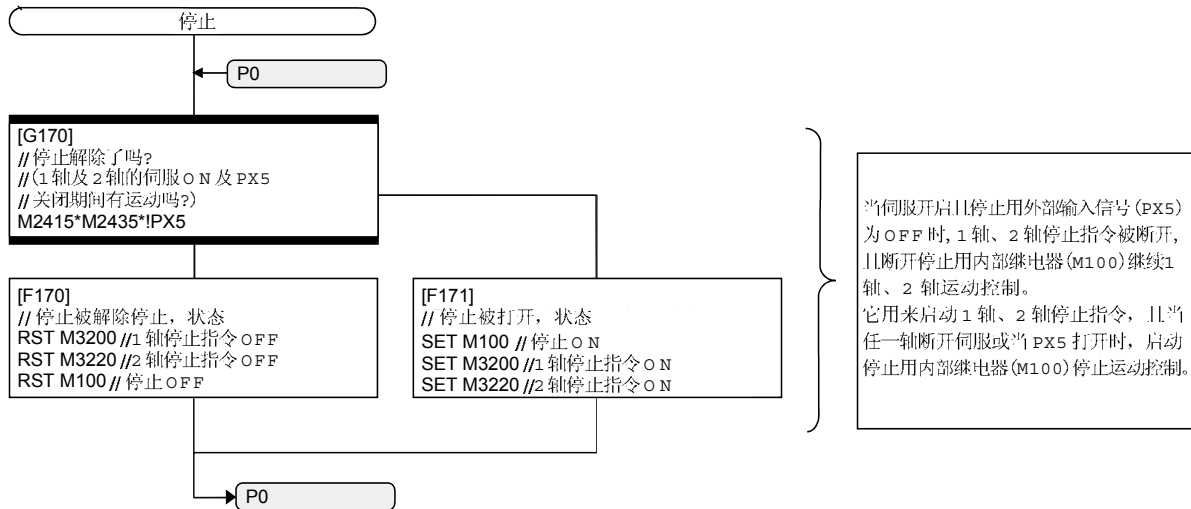 停止
P0
[G170]
//停止解除了吗?
//(1轴及2轴的伺服ON及PX5
//关闭期间有运动吗?)
M2415*M2435*!PX5
[F170]
//停止被解除停止，状态
RST M3200 //1轴停止指令OFF
RST M3220 //2轴停止指令OFF
RST M100 //停止OFF
[F171]
//停止被打开，状态
SET M100 //停止ON
SET M3200 //1轴停止指令ON
SET M3220 //2轴停止指令ON
P0
当伺服开启且停止用外部输入信号(PX5)
为OFF时,1轴、2轴停止指令被断开,
且断开停止用内部继电器(M100)继续1
轴、2轴运动控制。
它用来启动1轴、2轴停止指令，且当
任一轴断开伺服或当PX5打开时，启动
停止用内部继电器(M100)停止运动控制。